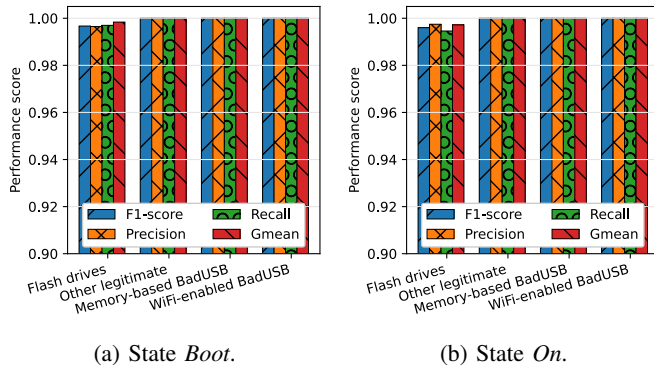 1.00
0.98
0.96
0.94
0.92
0.90
Performance score
F1-score
Precision
Recall
Gmean
Flash drives
Other legitimate
Memory-based BadUSB
WiFi-enabled BadUSB
(a) State Boot.
1.00
0.98
0.96
0.94
0.92
0.90
Performance score
F1-score
Precision
Recall
Gmean
Flash drives
Other legitimate
Memory-based BadUSB
WiFi-enabled BadUSB
(b) State On.